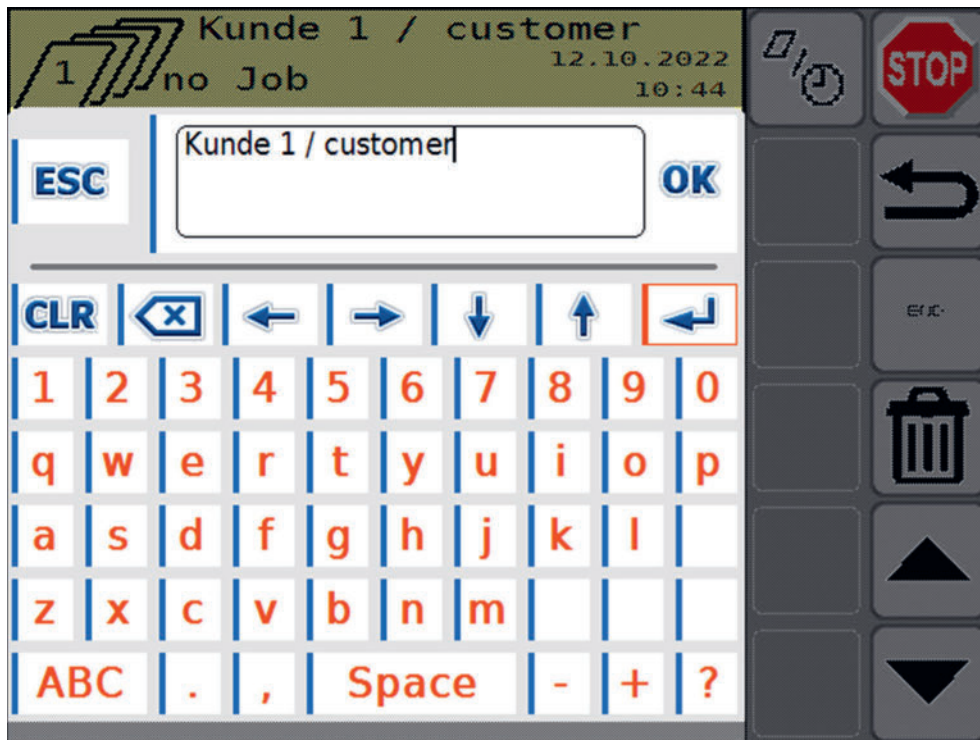 Kunde 1 / customer
1
no Job
12.10.2022
10:44
STOP
ESC
Kunde 1 / customer
OK
CLR
1 2 3 4 5 6 7 8 9 0
q w e r t y u i o p
a s d f g h j k l
z x c v b n m
ABC . , Space - + ?